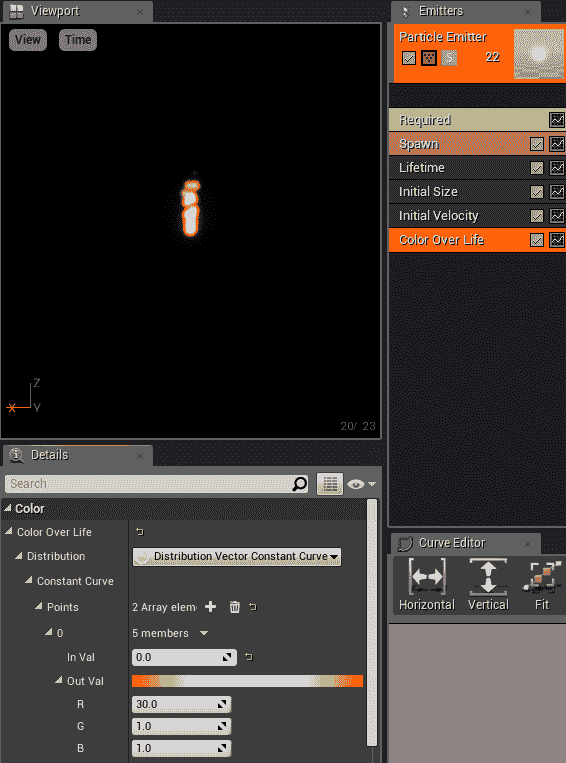 Viewport
View
Time
X
Z
Y
20/ 23
Emitters
Particle Emitter
S
22
Required
Spawn
Lifetime
Initial Size
Initial Velocity
Color Over Life
Details
Search
Color
Color Over Life
Distribution
Distribution Vector Constant Curve
Constant Curve
Points
2 Array elem
0
5 members
In Val
0.0
Out Val
R
30.0
G
1.0
B
1.0
Curve Editor
Horizontal
Vertical
Fit